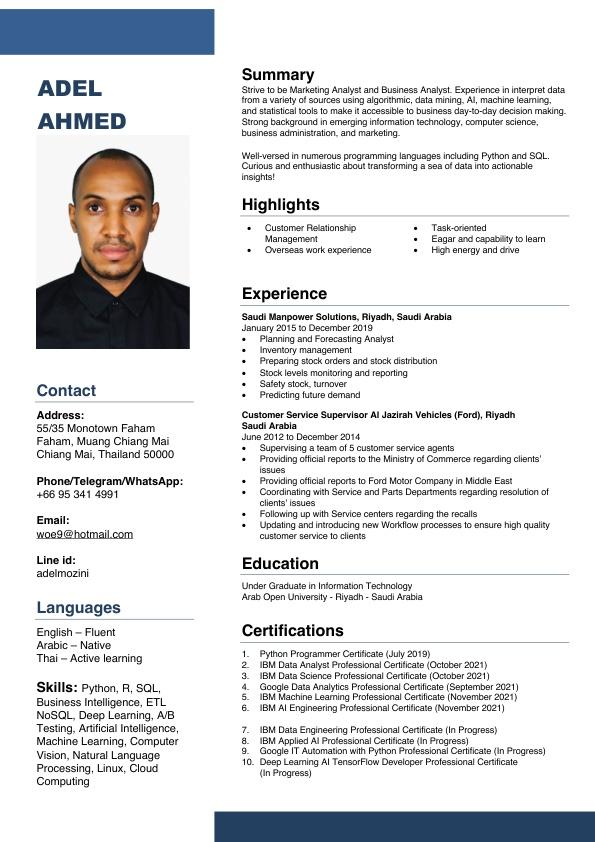 ADEL
AHMED
Contact
Address:
55/35 Monotown Faham
Faham, Muang Chiang Mai
Chiang Mai, Thailand 50000
Phone/Telegram/WhatsApp:
+66 95 341 4991
Email:
woe9@hotmail.com
Line id:
adelmozini
Languages
English – Fluent
Arabic – Native
Thai – Active learning
Skills: Python, R, SQL,
Business Intelligence, ETL
NoSQL, Deep Learning, A/B
Testing, Artificial Intelligence,
Machine Learning, Computer
Vision, Natural Language
Processing, Linux, Cloud
Computing
Summary
Strive to be Marketing Analyst and Business Analyst. Experience in interpret data
from a variety of sources using algorithmic, data mining, AI, machine learning,
and statistical tools to make it accessible to business day-to-day decision making.
Strong background in emerging information technology, computer science,
business administration, and marketing.
Well-versed in numerous programming languages including Python and SQL.
Curious and enthusiastic about transforming a sea of data into actionable
insights!
Highlights
• Customer Relationship
Management
• Overseas work experience
• Task-oriented
• Eagar and capability to learn
• High energy and drive
Experience
Saudi Manpower Solutions, Riyadh, Saudi Arabia
January 2015 to December 2019
• Planning and Forecasting Analyst
• Inventory management
• Preparing stock orders and stock distribution
• Stock levels monitoring and reporting
• Safety stock, turnover
• Predicting future demand
Customer Service Supervisor Al Jazirah Vehicles (Ford), Riyadh
Saudi Arabia
June 2012 to December 2014
• Supervising a team of 5 customer service agents
• Providing official reports to the Ministry of Commerce regarding clients'
issues
• Providing official reports to Ford Motor Company in Middle East
• Coordinating with Service and Parts Departments regarding resolution of
clients' issues
• Following up with Service centers regarding the recalls
• Updating and introducing new Workflow processes to ensure high quality
customer service to clients
Education
Under Graduate in Information Technology
Arab Open University - Riyadh - Saudi Arabia
Certifications
1. Python Programmer Certificate (July 2019)
2. IBM Data Analyst Professional Certificate (October 2021)
3. IBM Data Science Professional Certificate (October 2021)
4. Google Data Analytics Professional Certificate (September 2021)
5. IBM Machine Learning Professional Certificate (November 2021)
6. IBM AI Engineering Professional Certificate (November 2021)
7. IBM Data Engineering Professional Certificate (In Progress)
8. IBM Applied AI Professional Certificate (In Progress)
9. Google IT Automation with Python Professional Certificate (In Progress)
10. Deep Learning AI TensorFlow Developer Professional Certificate
(In Progress)